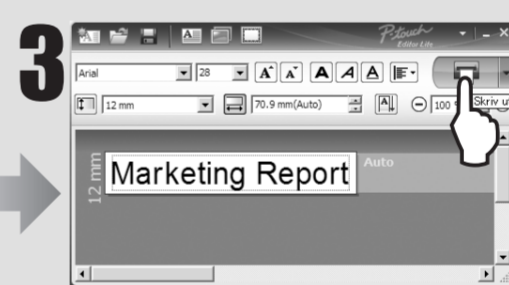 3
P-touch
Editor Lite
Arial
28
A A A A A
12 mm
70.9 mm(Auto)
A
100 %
Skriv ut
12 mm
Marketing Report
Auto